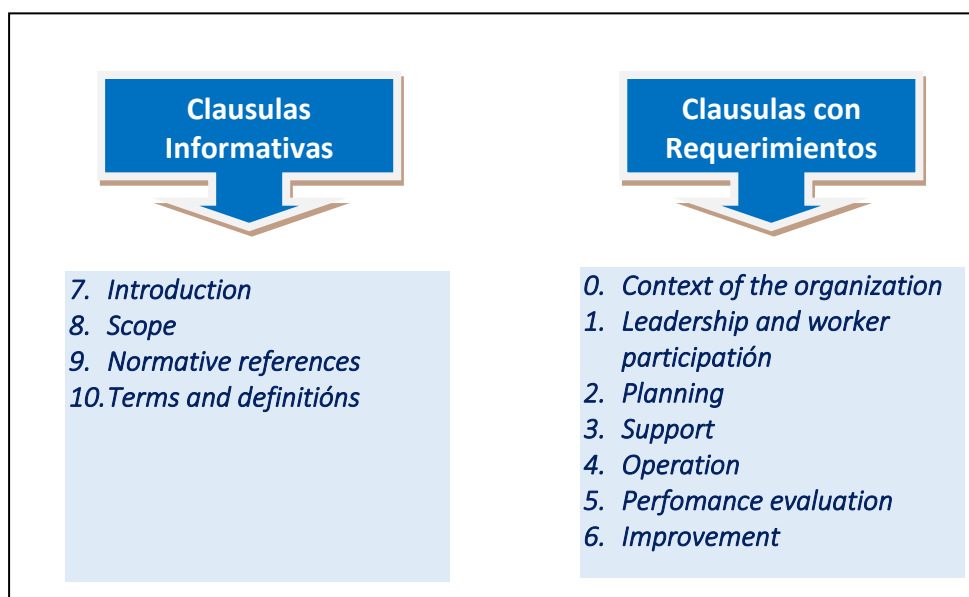 Clausulas
Informativas
7. Introduction
8. Scope
9. Normative references
10. Terms and definitións
Clausulas con
Requerimientos
0. Context of the organization
1. Leadership and worker
participatión
2. Planning
3. Support
4. Operation
5. Perfomance evaluation
6. Improvement